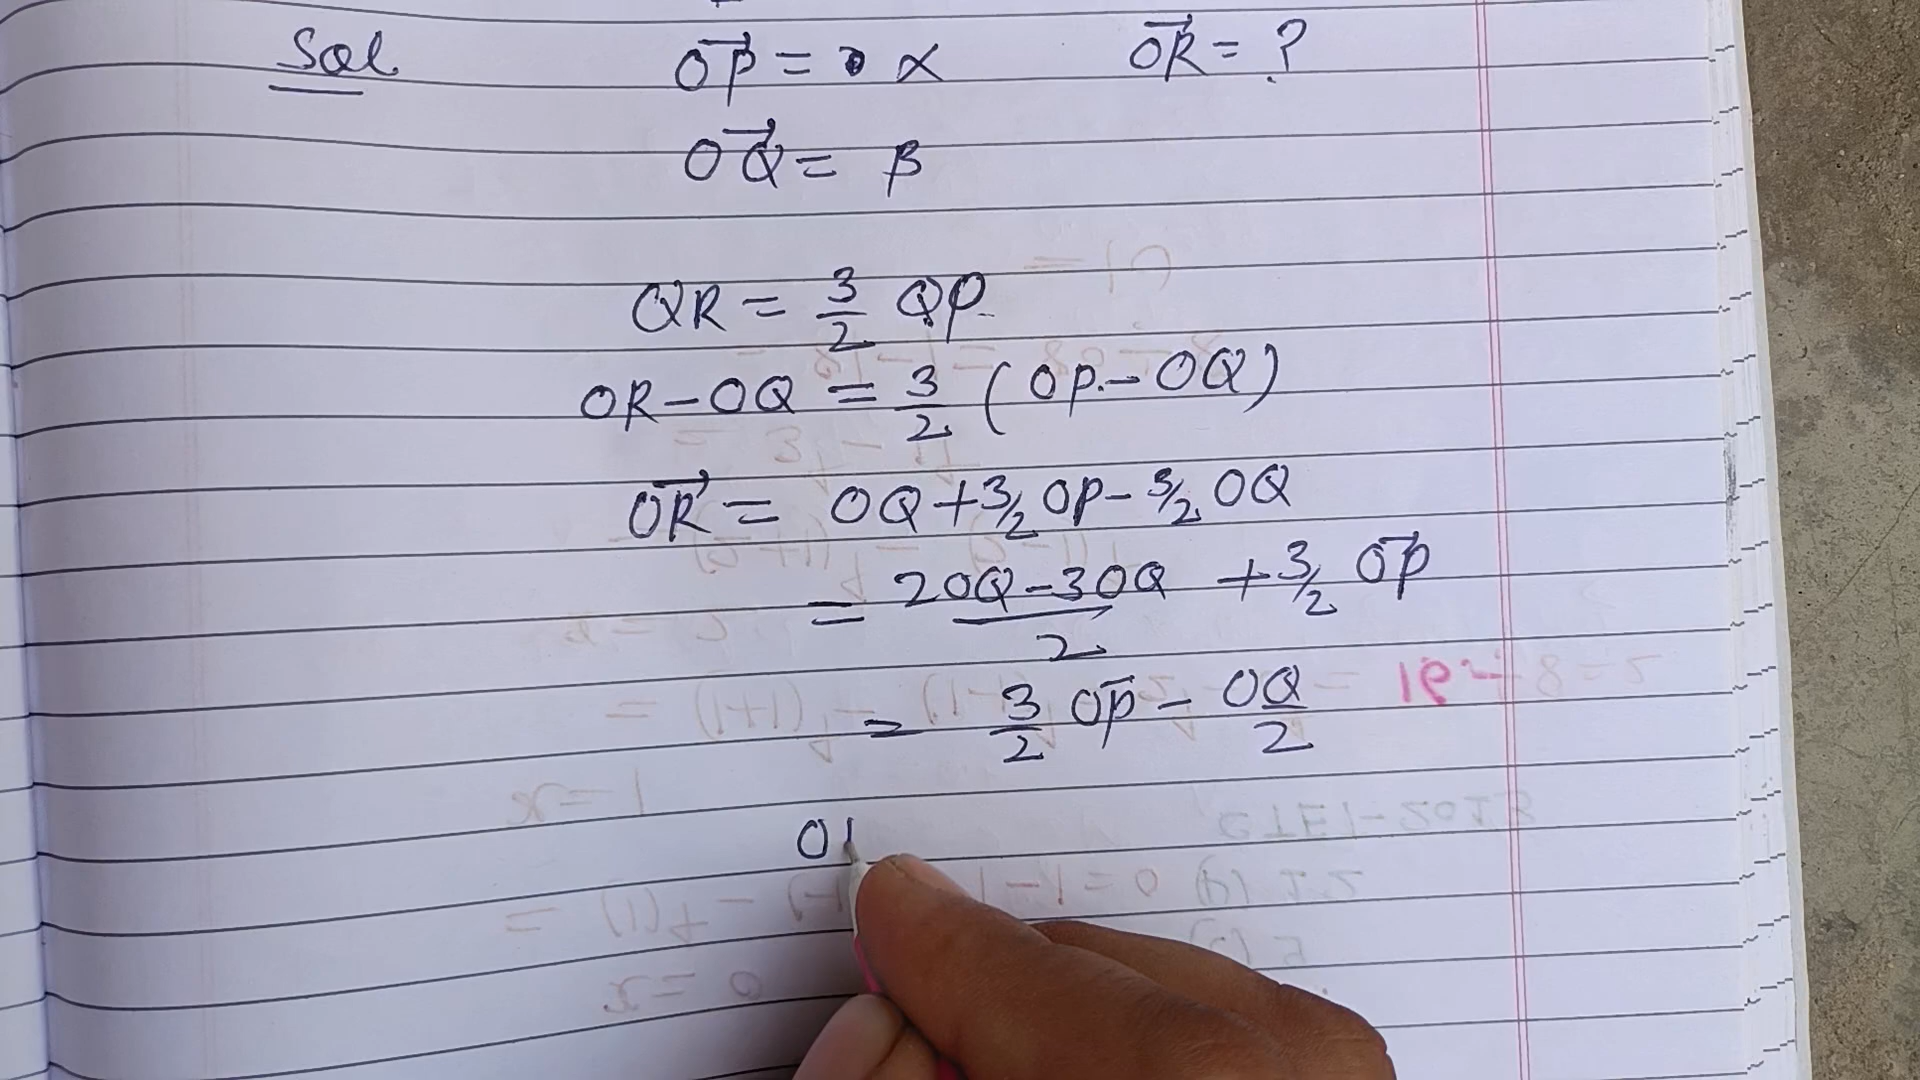 Sol OP = α OR = ?
OQ = β
QR = 3/2 QP
OR - OQ = 3/2 (OP - OQ)
OR = OQ + 3/2 OP - 3/2 OQ
= 2OQ - 3OQ / 2 + 3/2 OP
= 3/2 OP - OQ/2
O